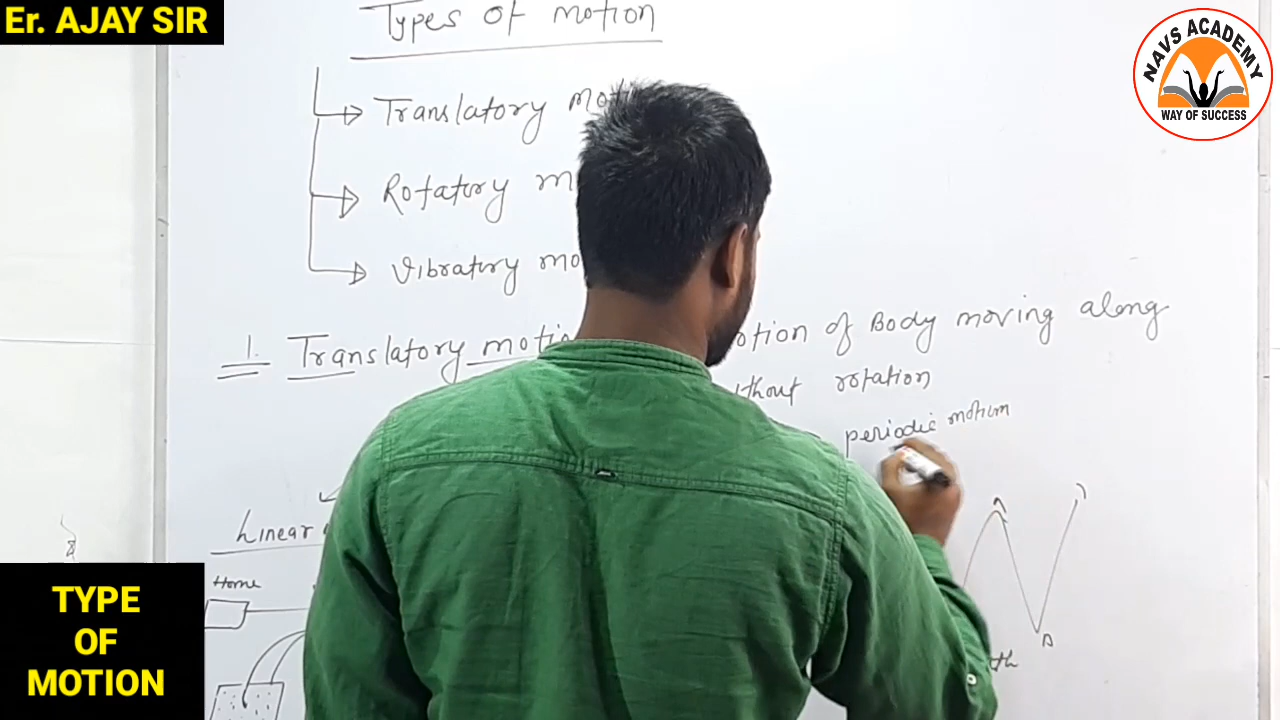 Er. AJAY SIR
NAVS ACADEMY
WAY OF SUCCESS
Types of motion
Translatory moti
Rotatory m
Vibratory mo
1. Translatory motio otion of Body moving along
thout rotation
periodic motion
Linear
Home
th
TYPE
OF
MOTION